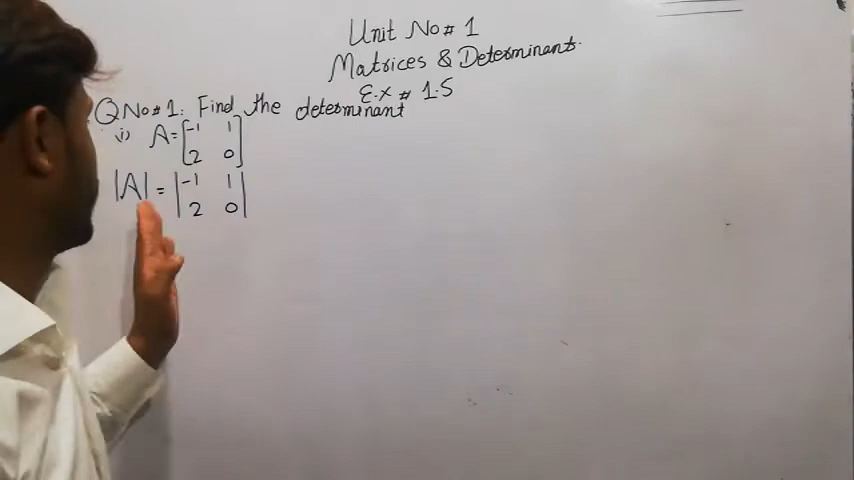 Unit No # 1
Matrices & Determinant.
Ex # 1.5
Q No # 1: Find the determinant
i) A = [-1 1
2 0]
|A| = |-1 1
2 0|